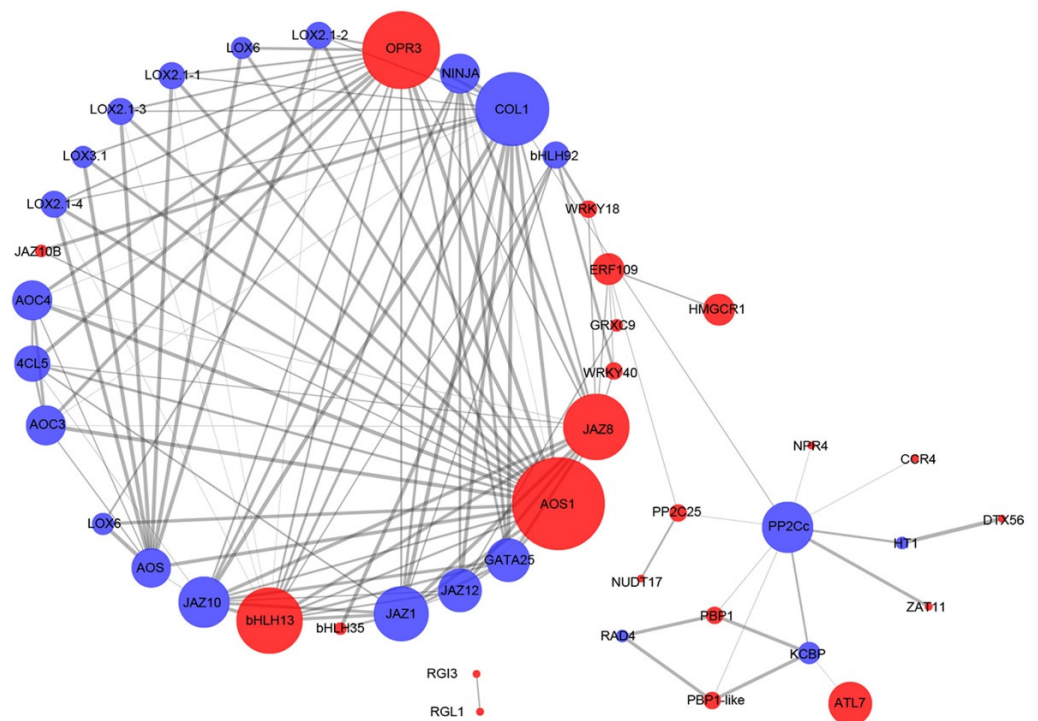 LOX2.1-2
OPR3
LOX6
NINJA
LOX2.1-1
COL1
LOX2.1-3
LOX3.1
bHLH92
LOX2.1-4
WRKY18
JAZ10B
ERF109
AOC4
HMGCR1
GRXC9
4CL5
WRKY40
AOC3
JAZ8
NPR4
CCR4
AOS1
PP2C25
LOX6
PP2Cc
DTX56
HT1
GATA25
AOS
NUDT17
JAZ12
JAZ10
ZAT11
JAZ1
PBP1
bHLH13
bHLH35
RAD4
KCBP
RGI3
PBP1-like
ATL7
RGL1